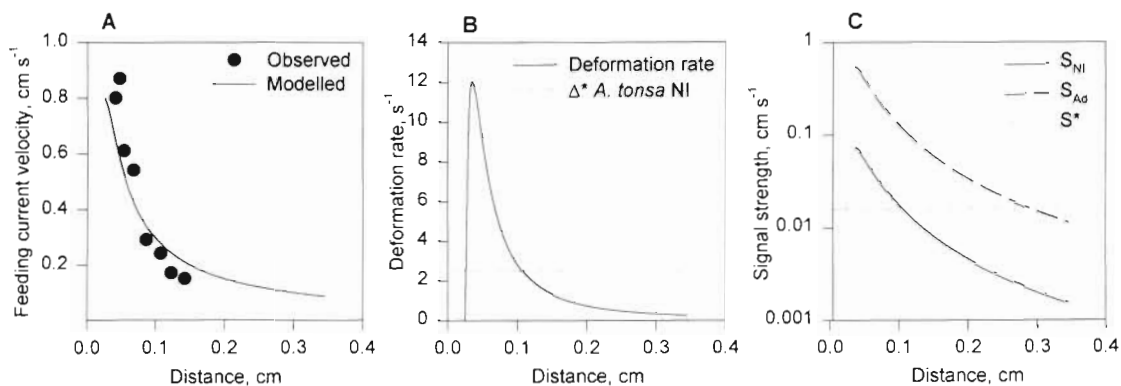 A
Feeding current velocity, cm s⁻¹
1.0
0.8
0.6
0.4
0.2
Observed
Modelled
0.0 0.1 0.2 0.3 0.4
Distance, cm
B
Deformation rate, s⁻¹
14
12
10
8
6
4
2
0
Deformation rate
Δ* A. tonsa NI
0.0 0.1 0.2 0.3 0.4
Distance, cm
C
Signal strength, cm s⁻¹
1
0.1
0.01
0.001
S_NI
S_Ad
S*
0.0 0.1 0.2 0.3 0.4
Distance, cm